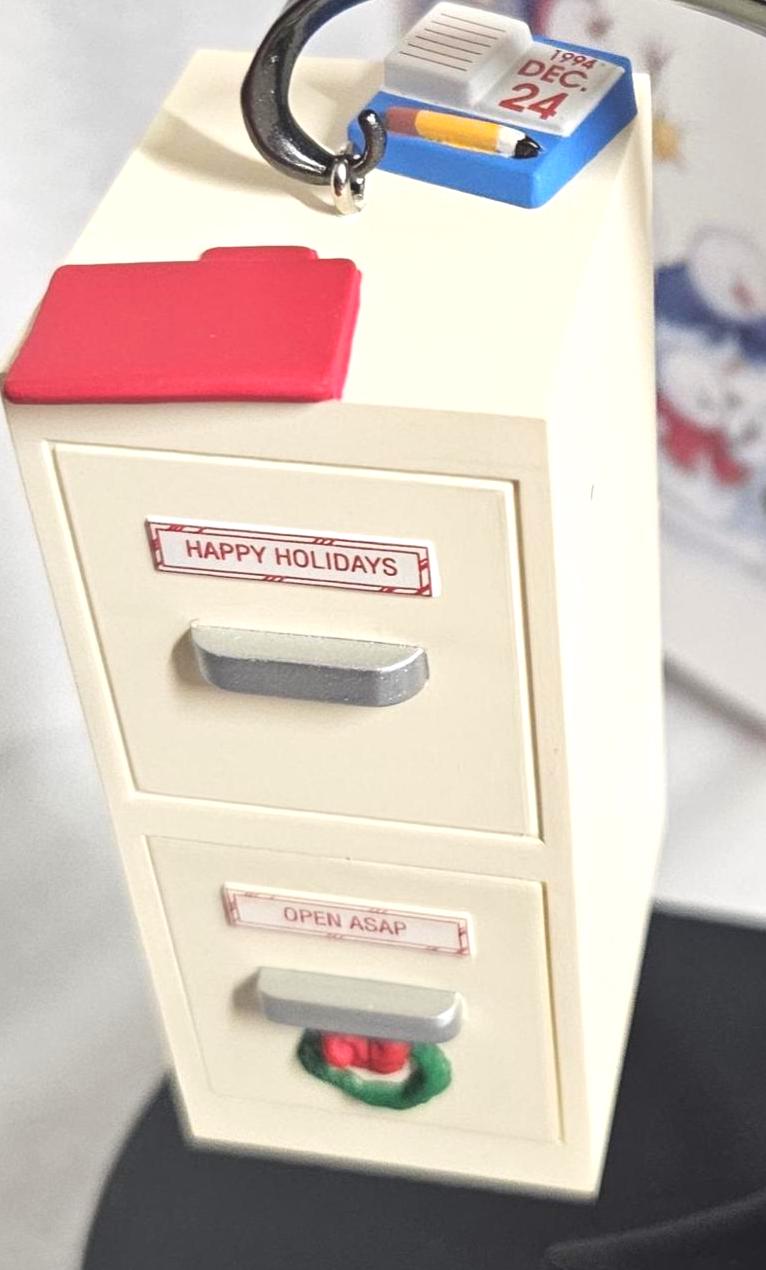 1994
DEC.
24
HAPPY HOLIDAYS
OPEN ASAP